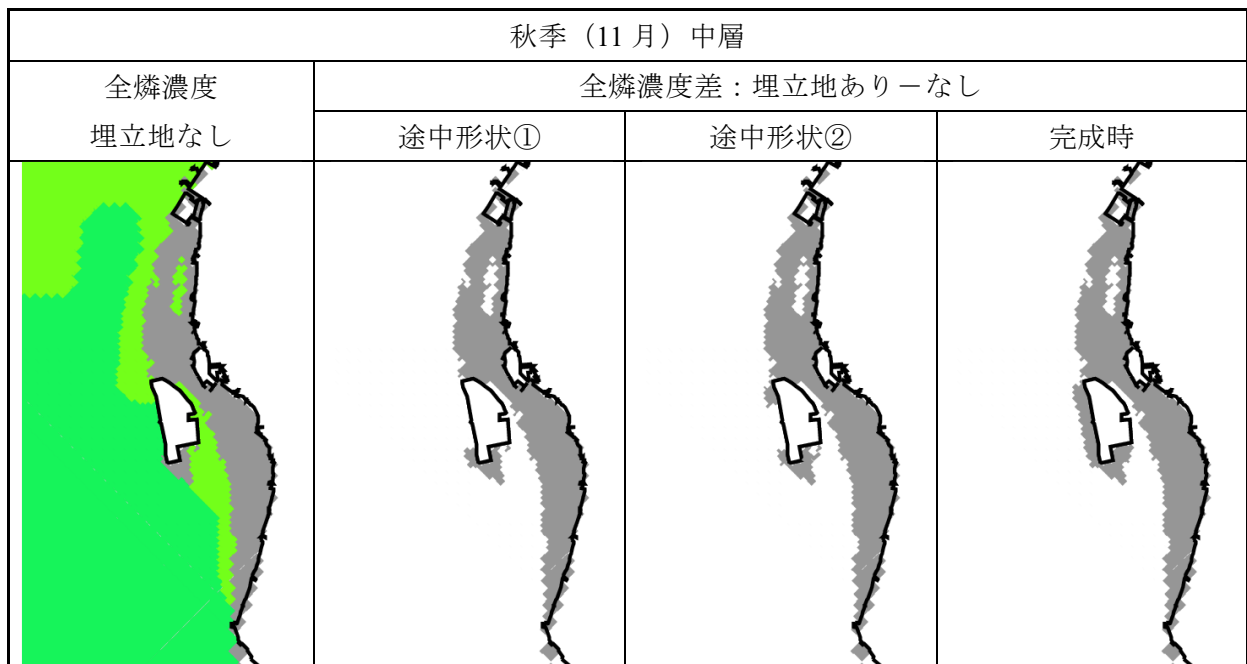 秋季（11 月）中層
全燐濃度
埋立地なし
全燐濃度差：埋立地あり－なし
途中形状①
途中形状②
完成時